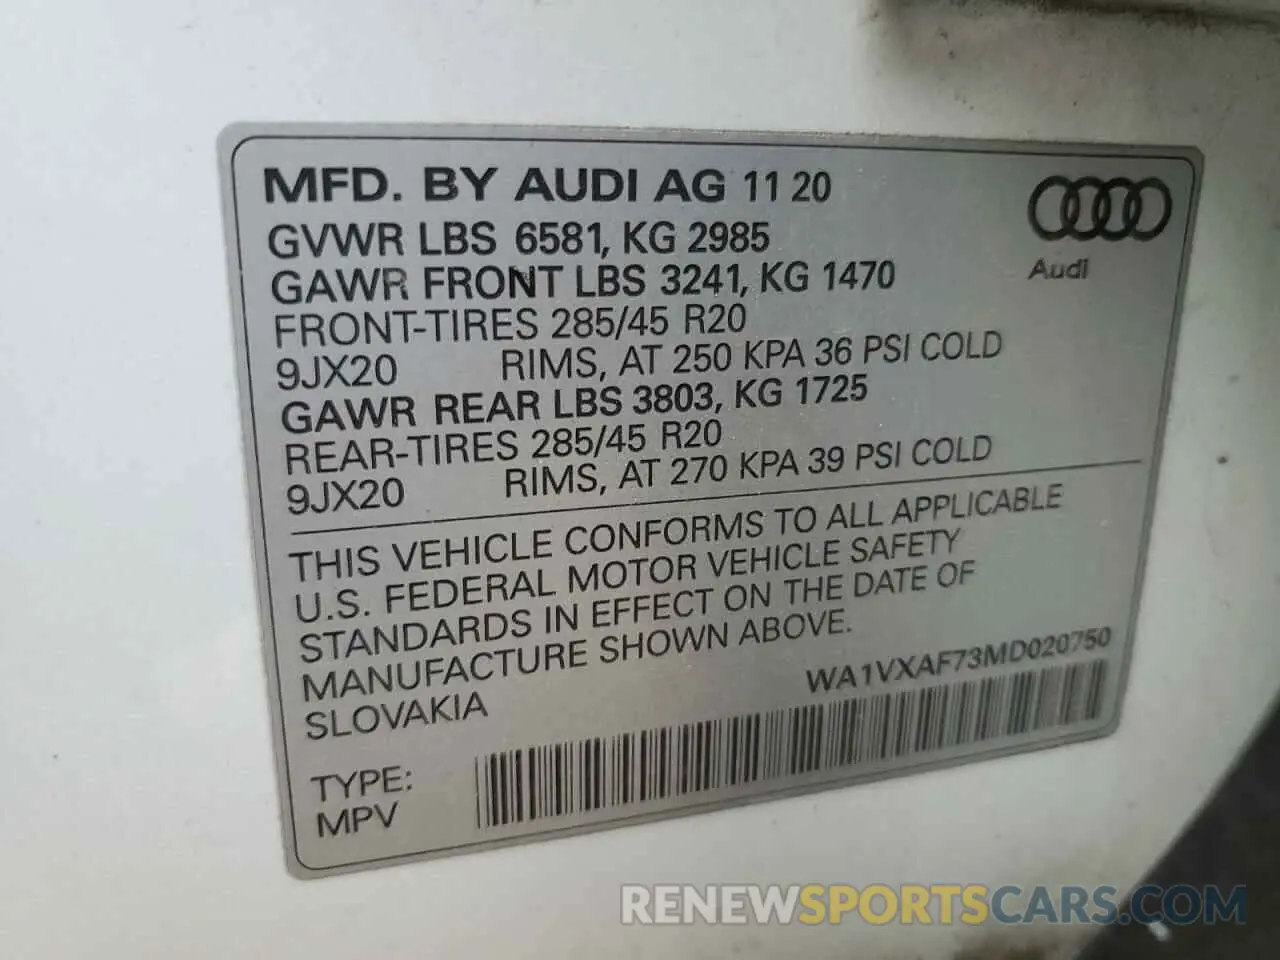 MFD. BY AUDI AG 11 20
GVWR LBS 6581, KG 2985
GAWR FRONT LBS 3241, KG 1470
FRONT-TIRES 285/45 R20
9JX20 RIMS, AT 250 KPA 36 PSI COLD
GAWR REAR LBS 3803, KG 1725
REAR-TIRES 285/45 R20
9JX20 RIMS, AT 270 KPA 39 PSI COLD
Audi
THIS VEHICLE CONFORMS TO ALL APPLICABLE
U.S. FEDERAL MOTOR VEHICLE SAFETY
STANDARDS IN EFFECT ON THE DATE OF
MANUFACTURE SHOWN ABOVE.
SLOVAKIA
WA1VXAF73MD020750
TYPE:
MPV
RENEWSPORTSCARS.COM